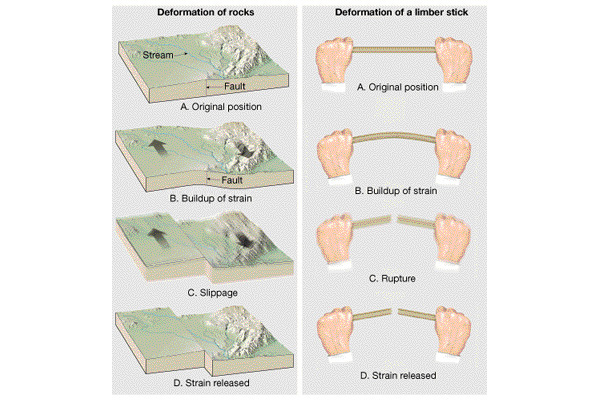 Deformation of rocks
Stream
Fault
A. Original position
Fault
B. Buildup of strain
C. Slippage
D. Strain released
Deformation of a limber stick
A. Original position
B. Buildup of strain
C. Rupture
D. Strain released